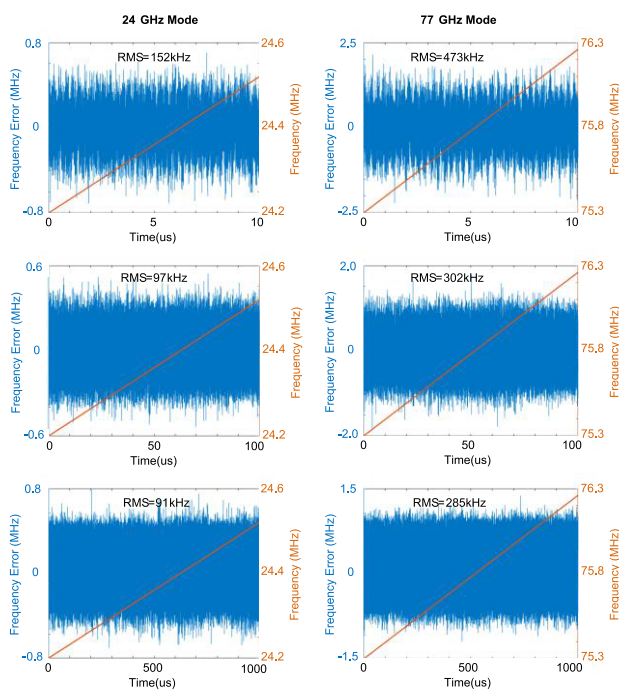 24 GHz Mode
77 GHz Mode
0.8
0
-0.8
Frequency Error (MHz)
RMS=152kHz
24.6
24.4
24.2
Frequency (MHz)
0
5
10
Time(us)
2.5
0
-2.5
Frequency Error (MHz)
RMS=473kHz
76.3
75.8
75.3
Frequency (MHz)
0
5
10
Time(us)
0.6
0
-0.6
Frequency Error (MHz)
RMS=97kHz
24.6
24.4
24.2
Frequency (MHz)
0
50
100
Time(us)
2.0
0
-2.0
Frequency Error (MHz)
RMS=302kHz
76.3
75.8
75.3
Frequency (MHz)
0
50
100
Time(us)
0.8
0
-0.8
Frequency Error (MHz)
RMS=91kHz
24.6
24.4
24.2
Frequency (MHz)
0
500
1000
Time(us)
1.5
0
-1.5
Frequency Error (MHz)
RMS=285kHz
76.3
75.8
75.3
Frequency (MHz)
0
500
1000
Time(us)